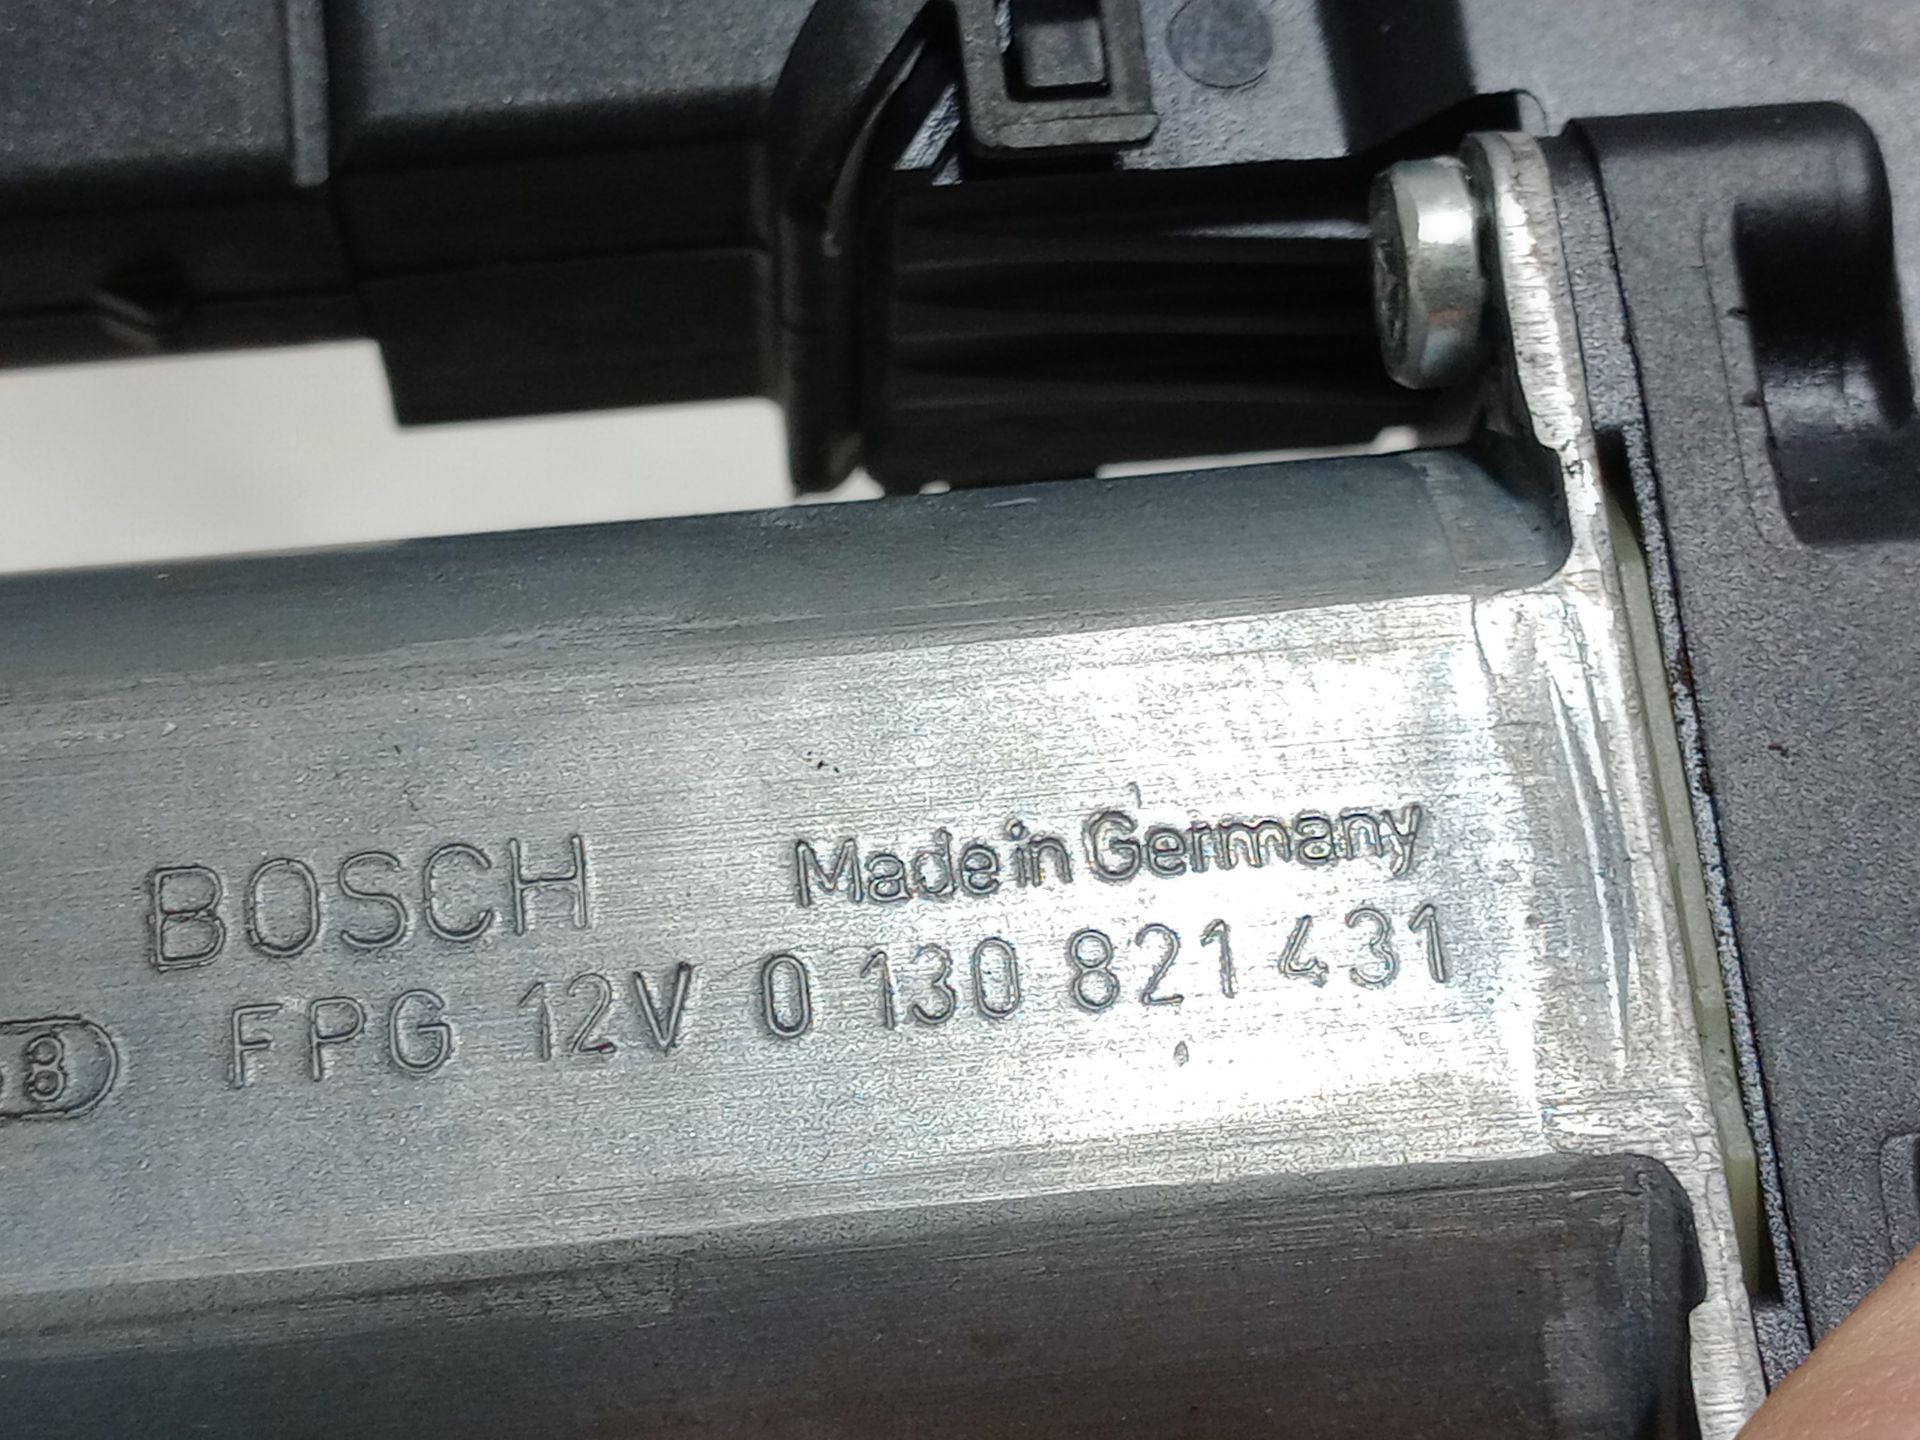 BOSCH Made in Germany
FPG 12V 0 130 821 431